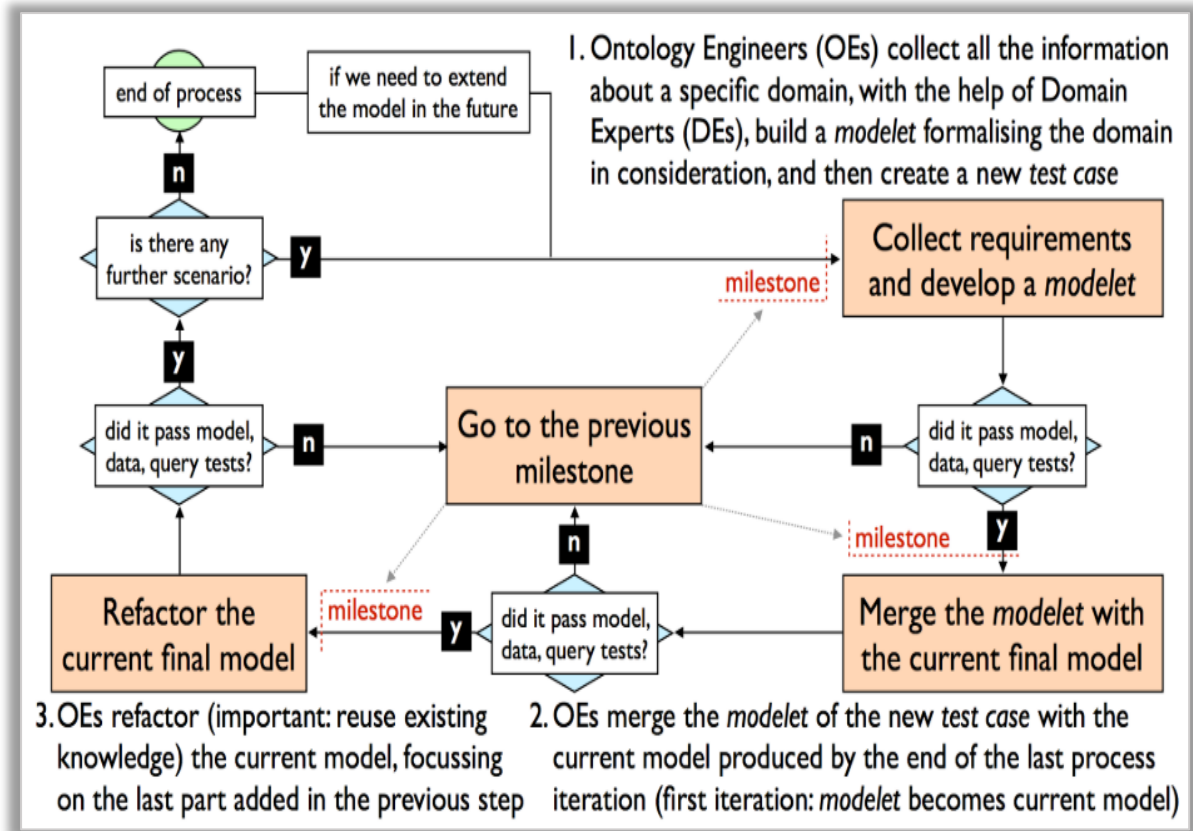 1. Ontology Engineers (OEs) collect all the information
about a specific domain, with the help of Domain
Experts (DEs), build a modelet formalising the domain
in consideration, and then create a new test case
end of process
if we need to extend
the model in the future
n
is there any
further scenario?
y
milestone
Collect requirements
and develop a modelet
y
did it pass model,
data, query tests?
n
Go to the previous
milestone
n
did it pass model,
data, query tests?
y
milestone
n
Refactor the
current final model
milestone
y
did it pass model,
data, query tests?
Merge the modelet with
the current final model
3. OEs refactor (important: reuse existing
knowledge) the current model, focussing
on the last part added in the previous step
2. OEs merge the modelet of the new test case with the
current model produced by the end of the last process
iteration (first iteration: modelet becomes current model)